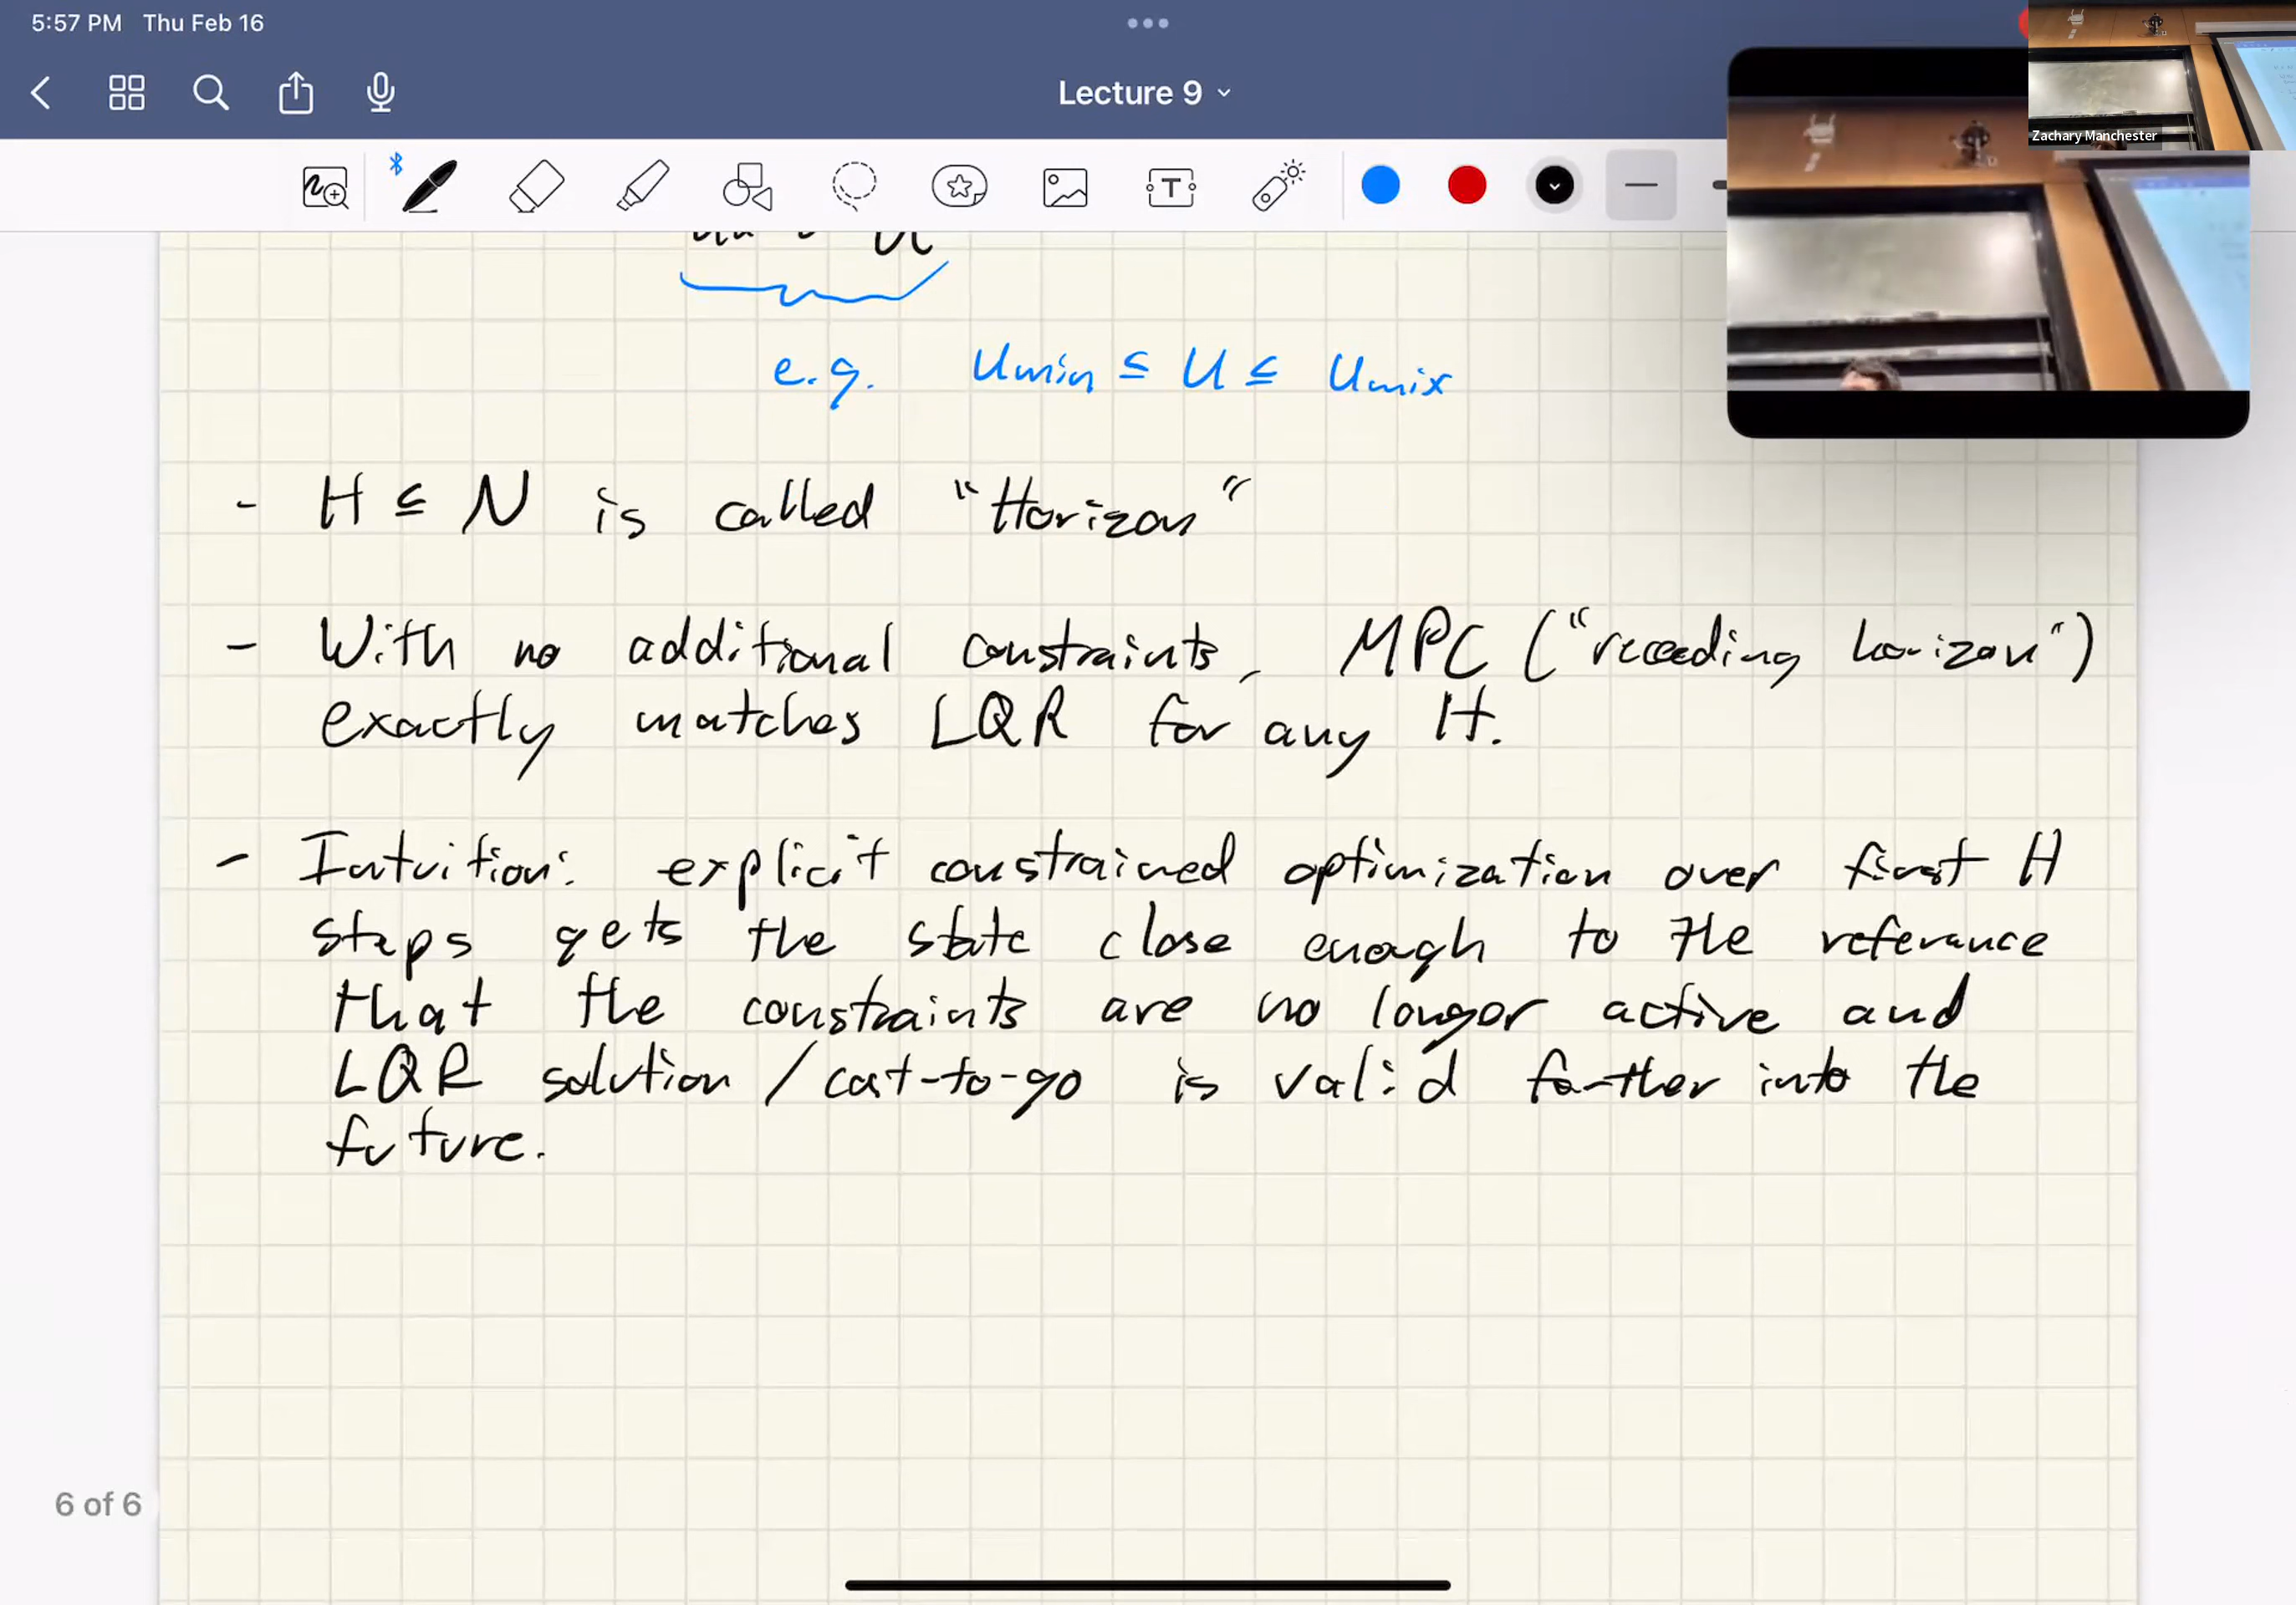 5:57 PM Thu Feb 16
Lecture 9
Zachary Manchester
T
U
e.g. Umin ≤ U ≤ Umix
- H ≤ N is called "Horizon"
- With no additional constraints, MPC ("receeding horizon")
exactly matches LQR for any H.
- Intuition: explicit constrained optimization over first H
steps gets the state close enough to the reference
that the constraints are no longer active and
LQR solution / cost-to-go is valid farther into the
future.
6 of 6